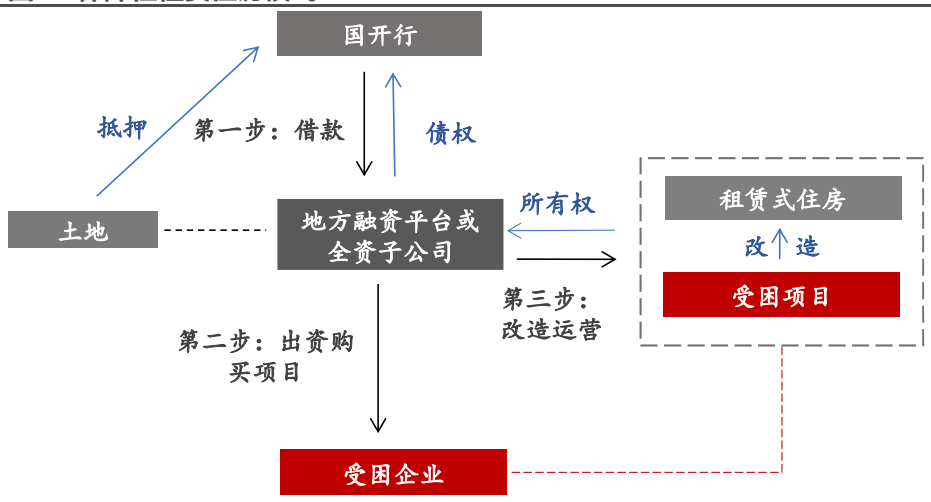 国开行
抵押
第一步：借款
债权
租赁式住房
所有权
土地
地方融资平台或
全资子公司
改 造
受困项目
第三步：
改造运营
第二步：出资购
买项目
受困企业